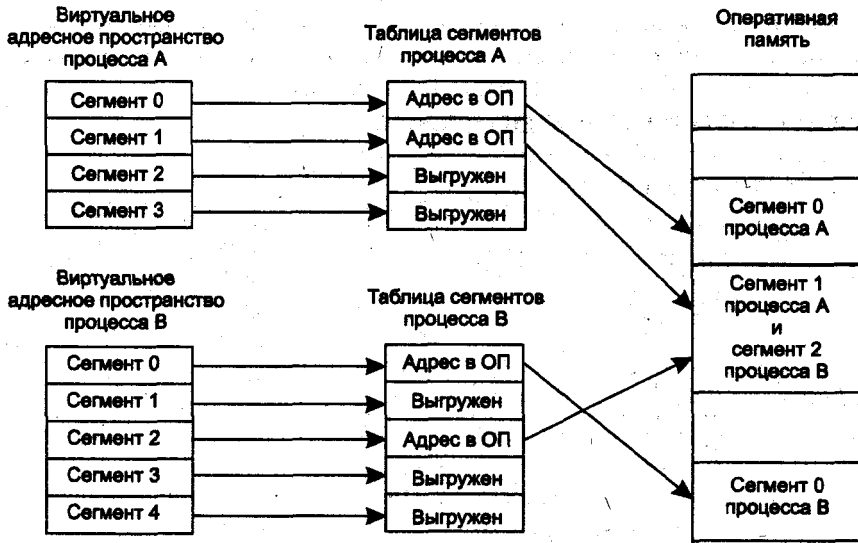 Виртуальное
адресное пространство
процесса A
Сегмент 0
Сегмент 1
Сегмент 2
Сегмент 3
Таблица сегментов
процесса A
Адрес в ОП
Адрес в ОП
Выгружен
Выгружен
Виртуальное
адресное пространство
процесса B
Сегмент 0
Сегмент 1
Сегмент 2
Сегмент 3
Сегмент 4
Таблица сегментов
процесса B
Адрес в ОП
Выгружен
Адрес в ОП
Выгружен
Выгружен
Оперативная
память
Сегмент 0
процесса A
Сегмент 1
процесса A
и
сегмент 2
процесса B
Сегмент 0
процесса B